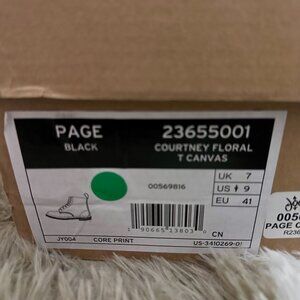 PAGE 23655001
BLACK COURTNEY FLORAL
T CANVAS
UK 7
00569816
US 9
EU 41
CN
JY004 CORE PRINT US-3410269-01
PAGE